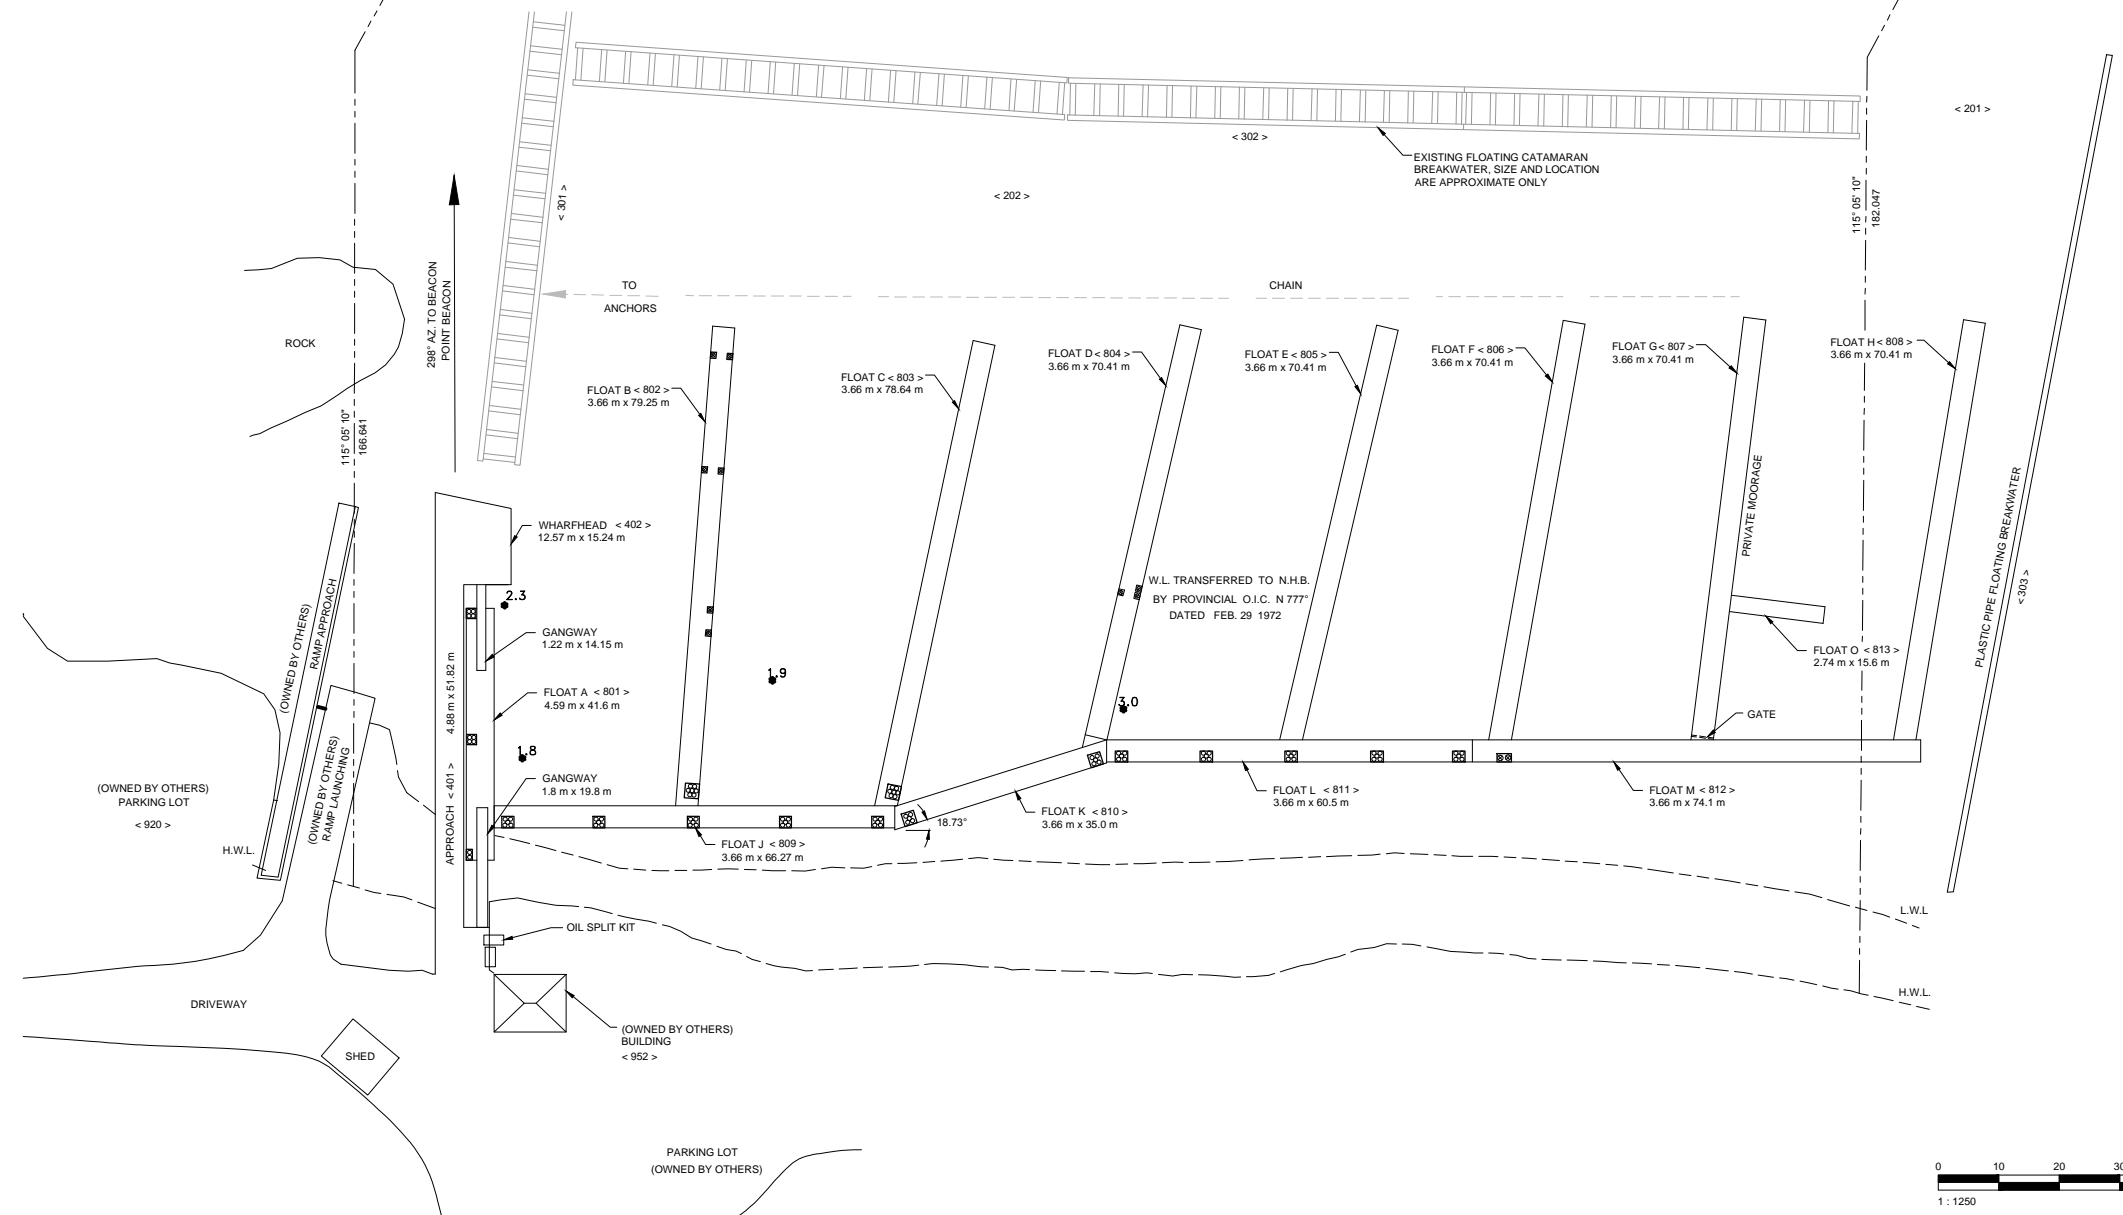 < 201 >
< 302 >
EXISTING FLOATING CATAMARAN
BREAKWATER, SIZE AND LOCATION
ARE APPROXIMATE ONLY
< 202 >
< 301 >
115° 05' 10"
182.047
298° AZ. TO BEACON
POINT BEACON
TO
ANCHORS
CHAIN
ROCK
FLOAT B < 802 >
3.66 m x 79.25 m
FLOAT C < 803 >
3.66 m x 78.64 m
FLOAT D < 804 >
3.66 m x 70.41 m
FLOAT E < 805 >
3.66 m x 70.41 m
FLOAT F < 806 >
3.66 m x 70.41 m
FLOAT G < 807 >
3.66 m x 70.41 m
FLOAT H < 808 >
3.66 m x 70.41 m
115° 05' 10"
166.641
WHARFHEAD < 402 >
12.57 m x 15.24 m
PRIVATE MOORAGE
PLASTIC PIPE FLOATING BREAKWATER
< 303 >
W.L. TRANSFERRED TO N.H.B.
BY PROVINCIAL O.I.C. N 777°
DATED FEB. 29 1972
2.3
GANGWAY
1.22 m x 14.15 m
(OWNED BY OTHERS)
RAMP APPROACH
FLOAT O < 813 >
2.74 m x 15.6 m
1.9
FLOAT A < 801 >
4.59 m x 41.6 m
3.0
GATE
APPROACH < 401 > 4.88 m x 51.82 m
1.8
GANGWAY
1.8 m x 19.8 m
(OWNED BY OTHERS)
RAMP LAUNCHING
(OWNED BY OTHERS)
PARKING LOT
< 920 >
FLOAT L < 811 >
3.66 m x 60.5 m
FLOAT M < 812 >
3.66 m x 74.1 m
FLOAT K < 810 >
3.66 m x 35.0 m
18.73°
FLOAT J < 809 >
3.66 m x 66.27 m
H.W.L.
L.W.L
OIL SPLIT KIT
H.W.L.
DRIVEWAY
(OWNED BY OTHERS)
BUILDING
< 952 >
SHED
PARKING LOT
(OWNED BY OTHERS)
0 10 20
1 : 1250